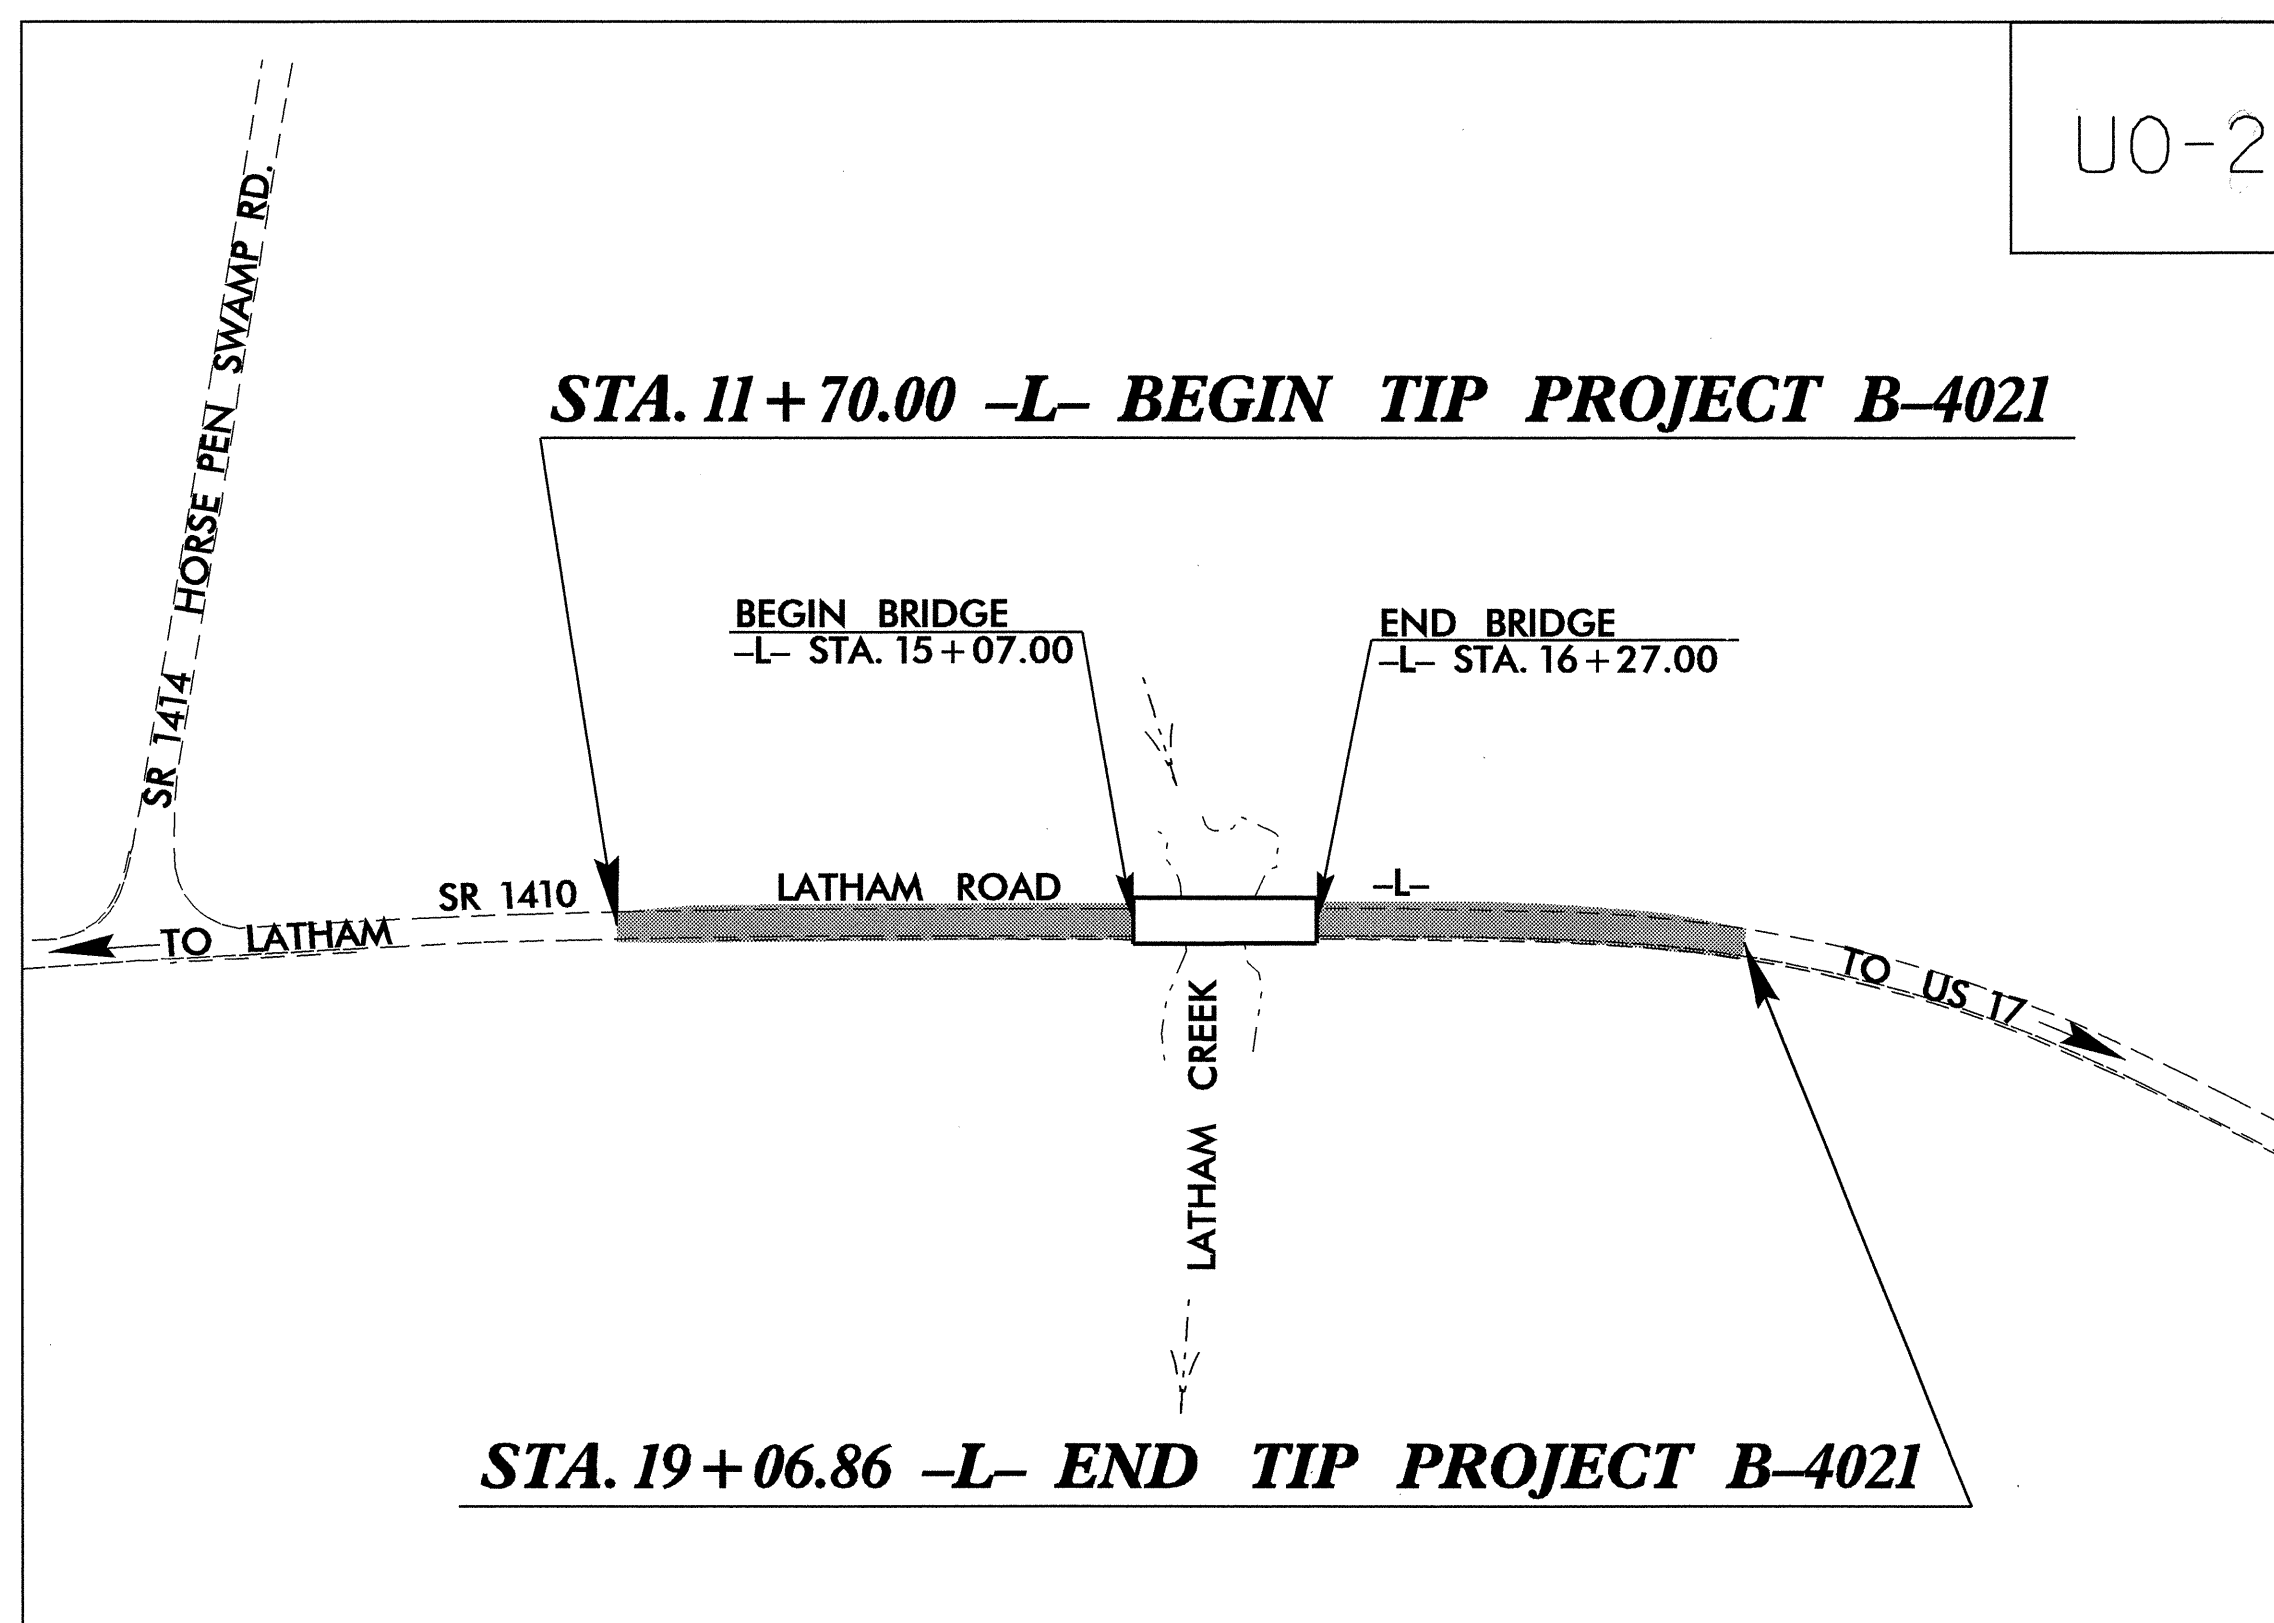 UO-2
STA. 11+70.00 –L– BEGIN TIP PROJECT B–4021
SR 1414 HORSE PEN SWAMP RD.
BEGIN BRIDGE
–L– STA. 15+07.00
END BRIDGE
–L– STA. 16+27.00
SR 1410
LATHAM ROAD
–L–
TO LATHAM
TO US 17
LATHAM CREEK
STA. 19+06.86 –L– END TIP PROJECT B–4021